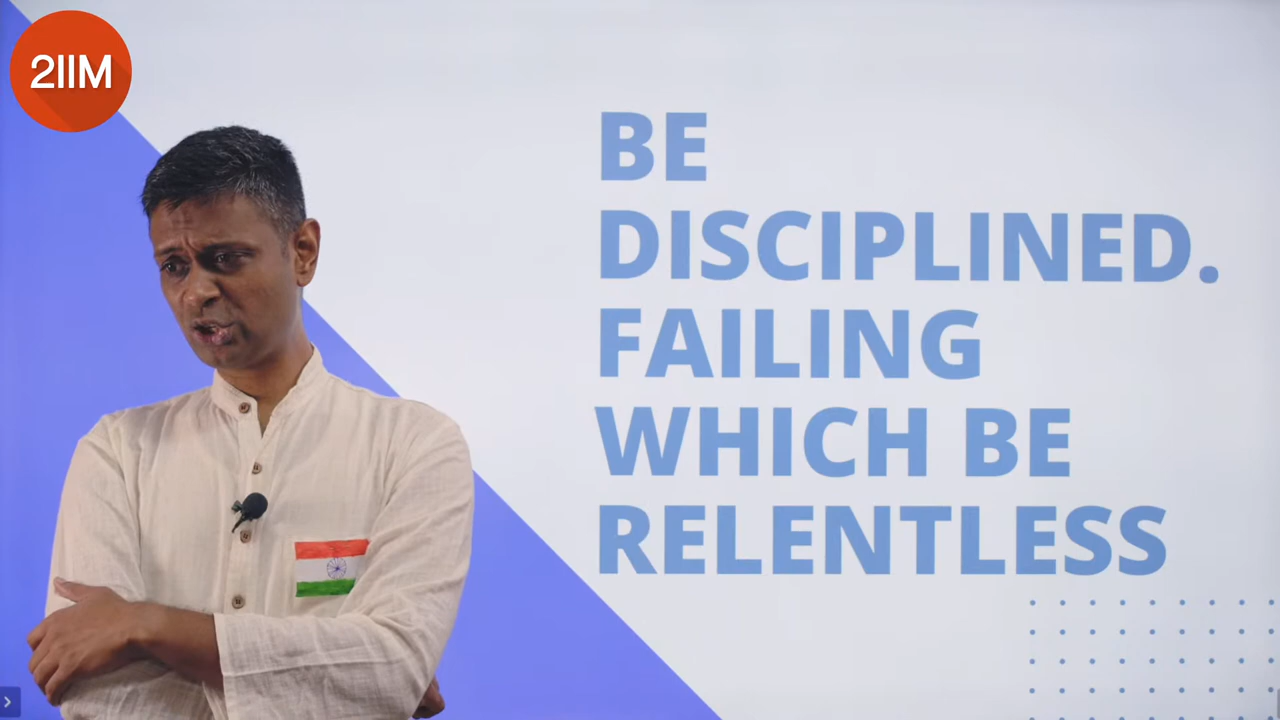 2IIM
BE
DISCIPLINED.
FAILING
WHICH BE
RELENTLESS